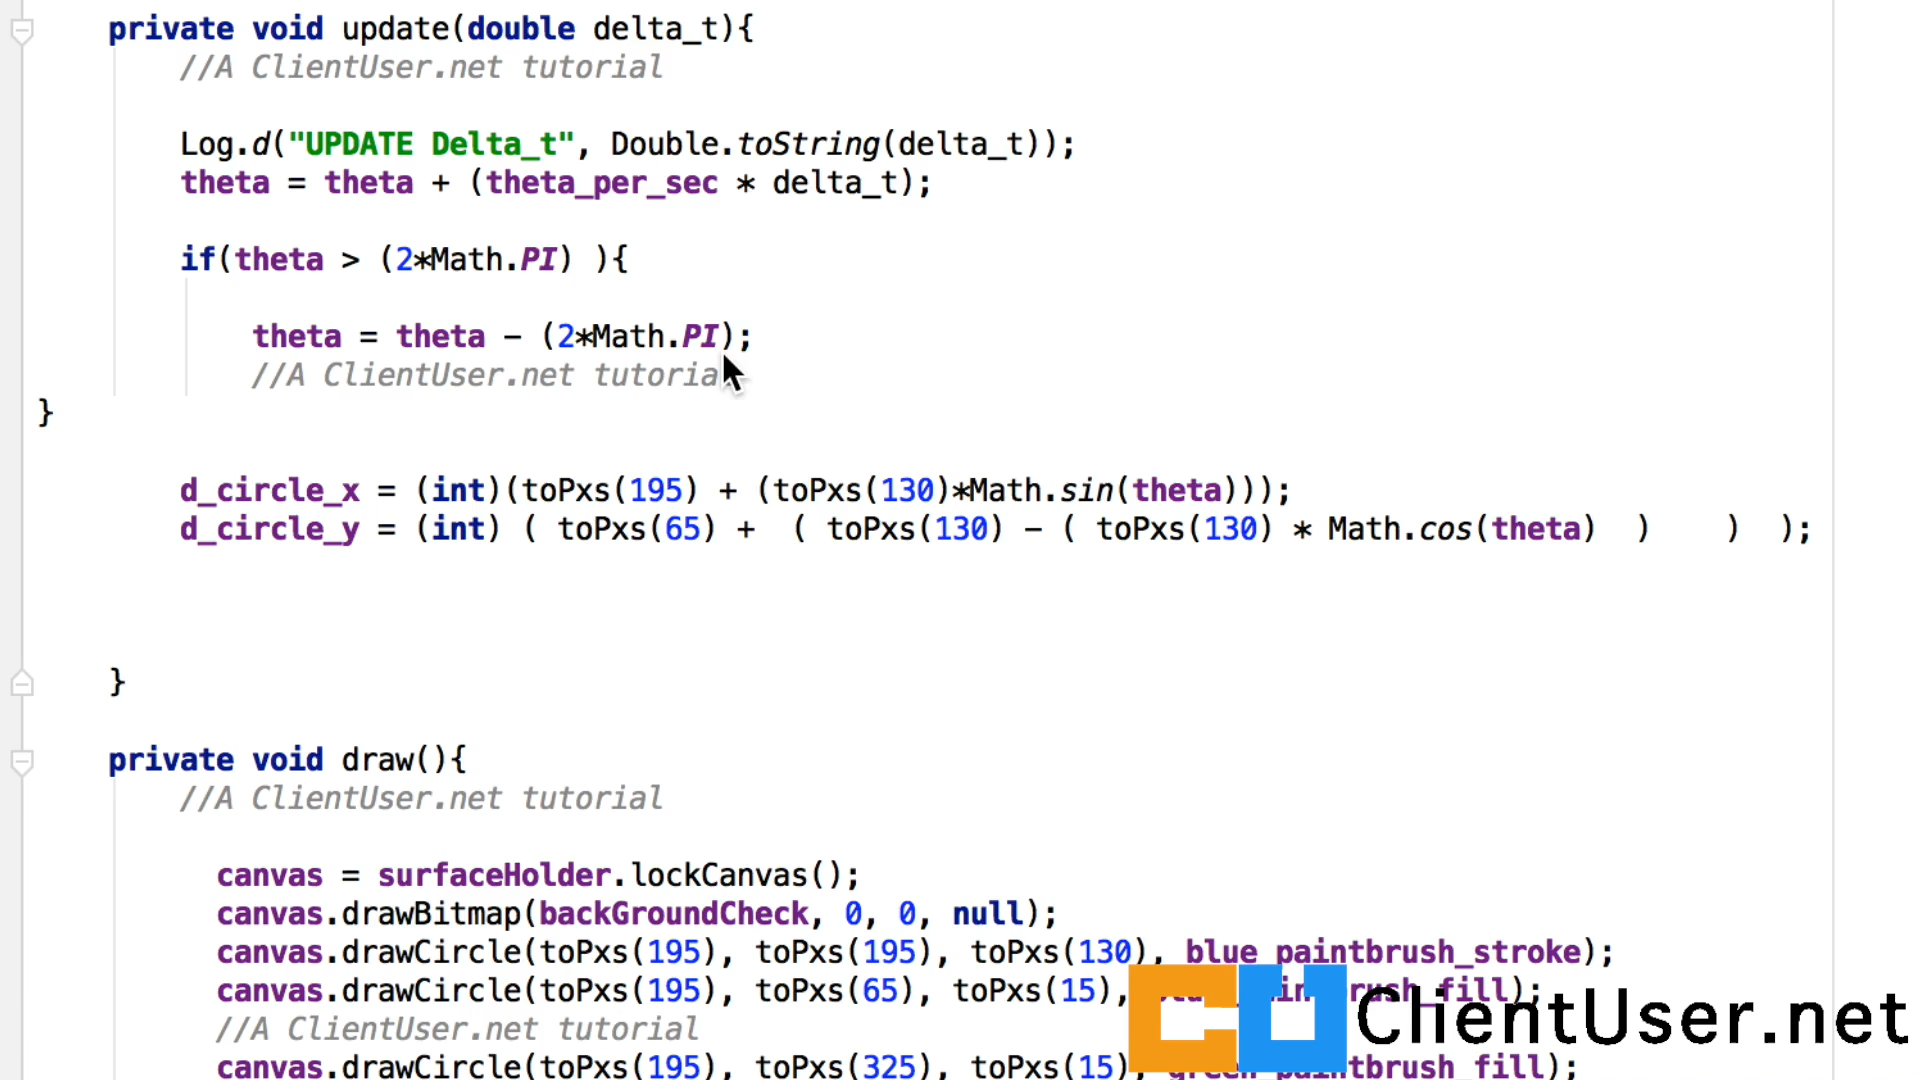 private void update(double delta_t){
//A ClientUser.net tutorial
Log.d("UPDATE Delta_t", Double.toString(delta_t));
theta = theta + (theta_per_sec * delta_t);
if(theta > (2*Math.PI) ){
theta = theta - (2*Math.PI);
//A ClientUser.net tutoria
}
d_circle_x = (int)(toPxs(195) + (toPxs(130)*Math.sin(theta)));
d_circle_y = (int) ( toPxs(65) +  ( toPxs(130) - ( toPxs(130) * Math.cos(theta)  )    )  );
}
private void draw(){
//A ClientUser.net tutorial
canvas = surfaceHolder.lockCanvas();
canvas.drawBitmap(backGroundCheck, 0, 0, null);
canvas.drawCircle(toPxs(195), toPxs(195), toPxs(130), blue_paintbrush_stroke);
canvas.drawCircle(toPxs(195), toPxs(65), toPxs(15),
//A ClientUser.net tutorial
canvas.drawCircle(toPxs(195), toPxs(325), toPxs(15),
ClientUser.net